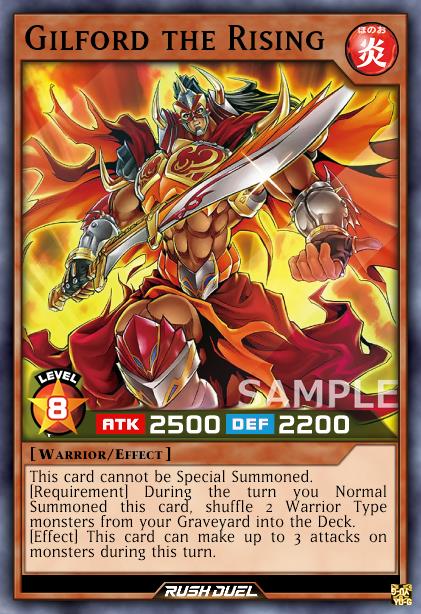 Gilford the Rising
ほのお
炎
SAMPLE
LEVEL
8
ATK 2500 DEF 2200
[Warrior/Effect]
This card cannot be Special Summoned.
[Requirement] During the turn you Normal
Summoned this card, shuffle 2 Warrior Type
monsters from your Graveyard into the Deck.
[Effect] This card can make up to 3 attacks on
monsters during this turn.
RUSH DUEL